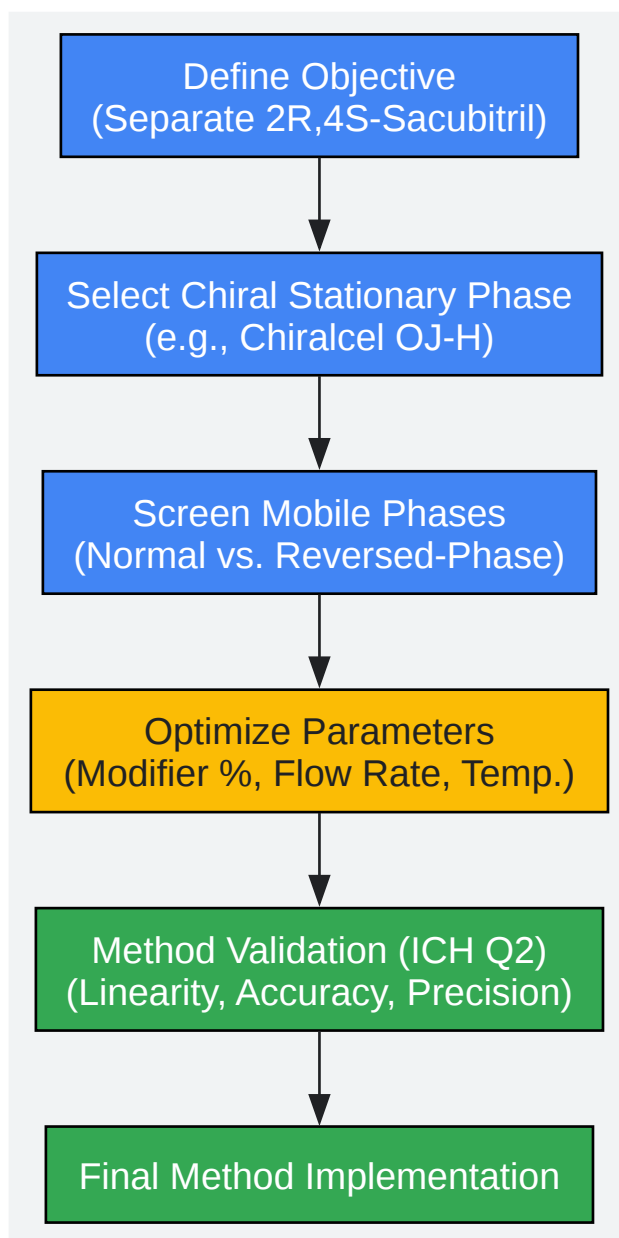 Define Objective
(Separate 2R,4S-Sacubitril)
Select Chiral Stationary Phase
(e.g., Chiralcel OJ-H)
Screen Mobile Phases
(Normal vs. Reversed-Phase)
Optimize Parameters
(Modifier %, Flow Rate, Temp.)
Method Validation (ICH Q2)
(Linearity, Accuracy, Precision)
Final Method Implementation